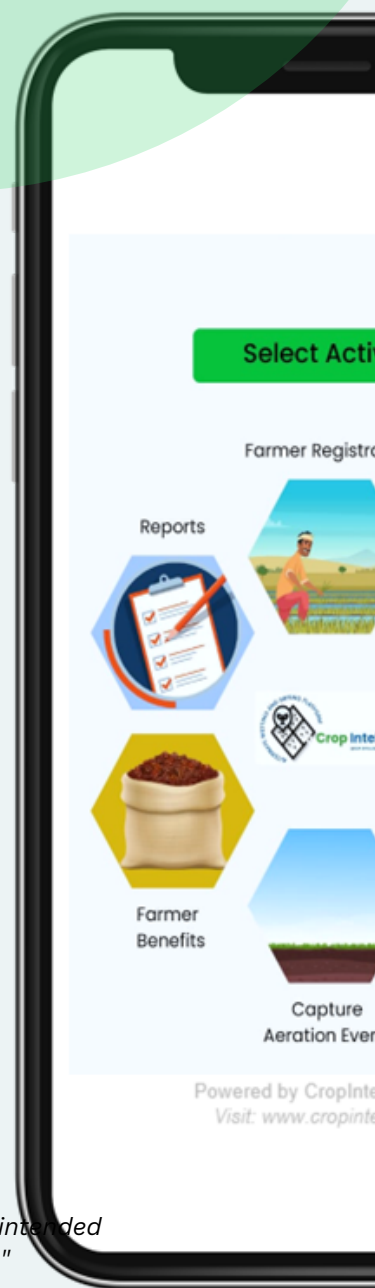 Select Acti
Farmer Registra
Reports
Crop Inte
Farmer
Benefits
Capture
Aeration Even
Powered by CropInte
Visit: www.cropinte
intended
"